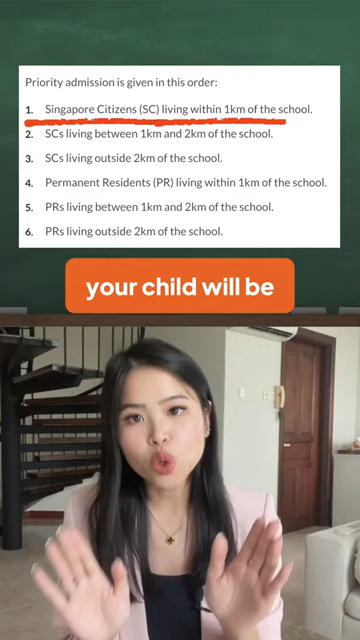 Priority admission is given in this order:
1. Singapore Citizens (SC) living within 1km of the school.
2. SCs living between 1km and 2km of the school.
3. SCs living outside 2km of the school.
4. Permanent Residents (PR) living within 1km of the school.
5. PRs living between 1km and 2km of the school.
6. PRs living outside 2km of the school.
your child will be